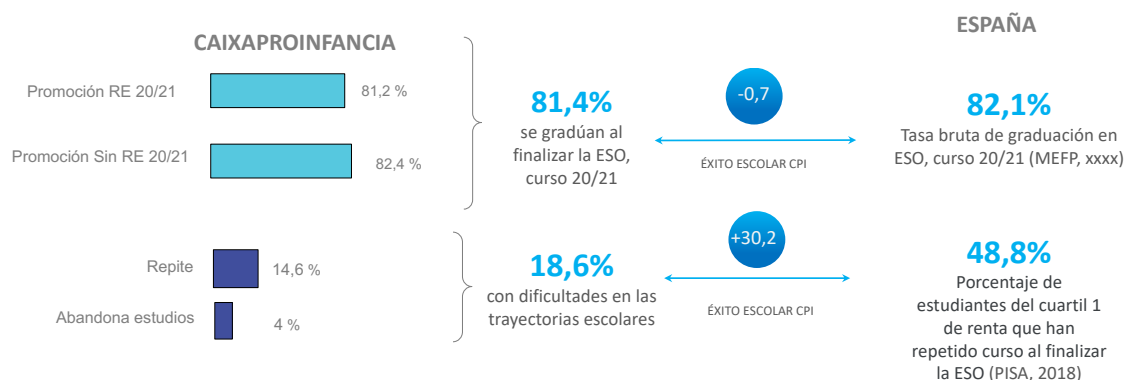 CAIXAPROINFANCIA
ESPAÑA
Promoción RE 20/21
81,2 %
Promoción Sin RE 20/21
82,4 %
81,4%
se gradúan al
finalizar la ESO,
curso 20/21
-0,7
ÉXITO ESCOLAR CPI
82,1%
Tasa bruta de graduación en
ESO, curso 20/21 (MEFP, xxxx)
Repite
14,6 %
Abandona estudios
4 %
18,6%
con dificultades en las
trayectorias escolares
+30,2
ÉXITO ESCOLAR CPI
48,8%
Porcentaje de
estudiantes del cuartil 1
de renta que han
repetido curso al finalizar
la ESO (PISA, 2018)